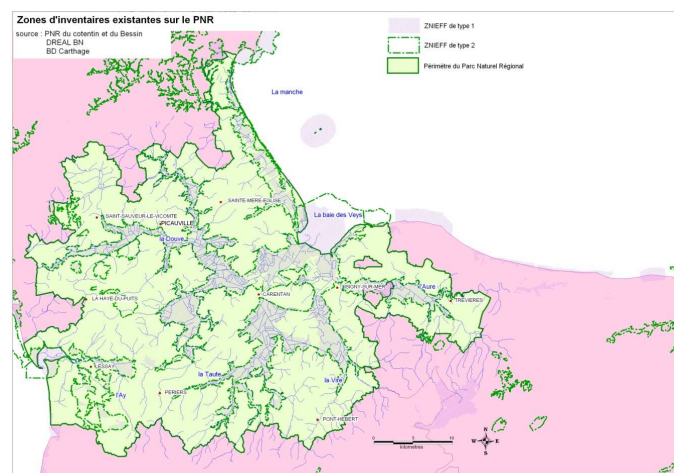 Zones d'inventaires existantes sur le PNR
source : PNR du cotentin et du Bessin
DREAL BN
BD Carthage
ZNIEFF de type 1
ZNIEFF de type 2
Périmètre du Parc Naturel Régional
La manche
SAINTE-MERE-EGLISE
La baie des Veys
SAINT-SAUVEUR-LE-VICOMTE
PICAUVILLE
la Douve
l'Aure
ISIGNY-SUR-MER
CARENTAN
LA HAYE-DU-PUITS
TREVIERES
LESSAY
la Taute
la Vire
l'Ay
PERIERS
PONT-HEBERT
N
W E
S
0 5 10
kilomètres